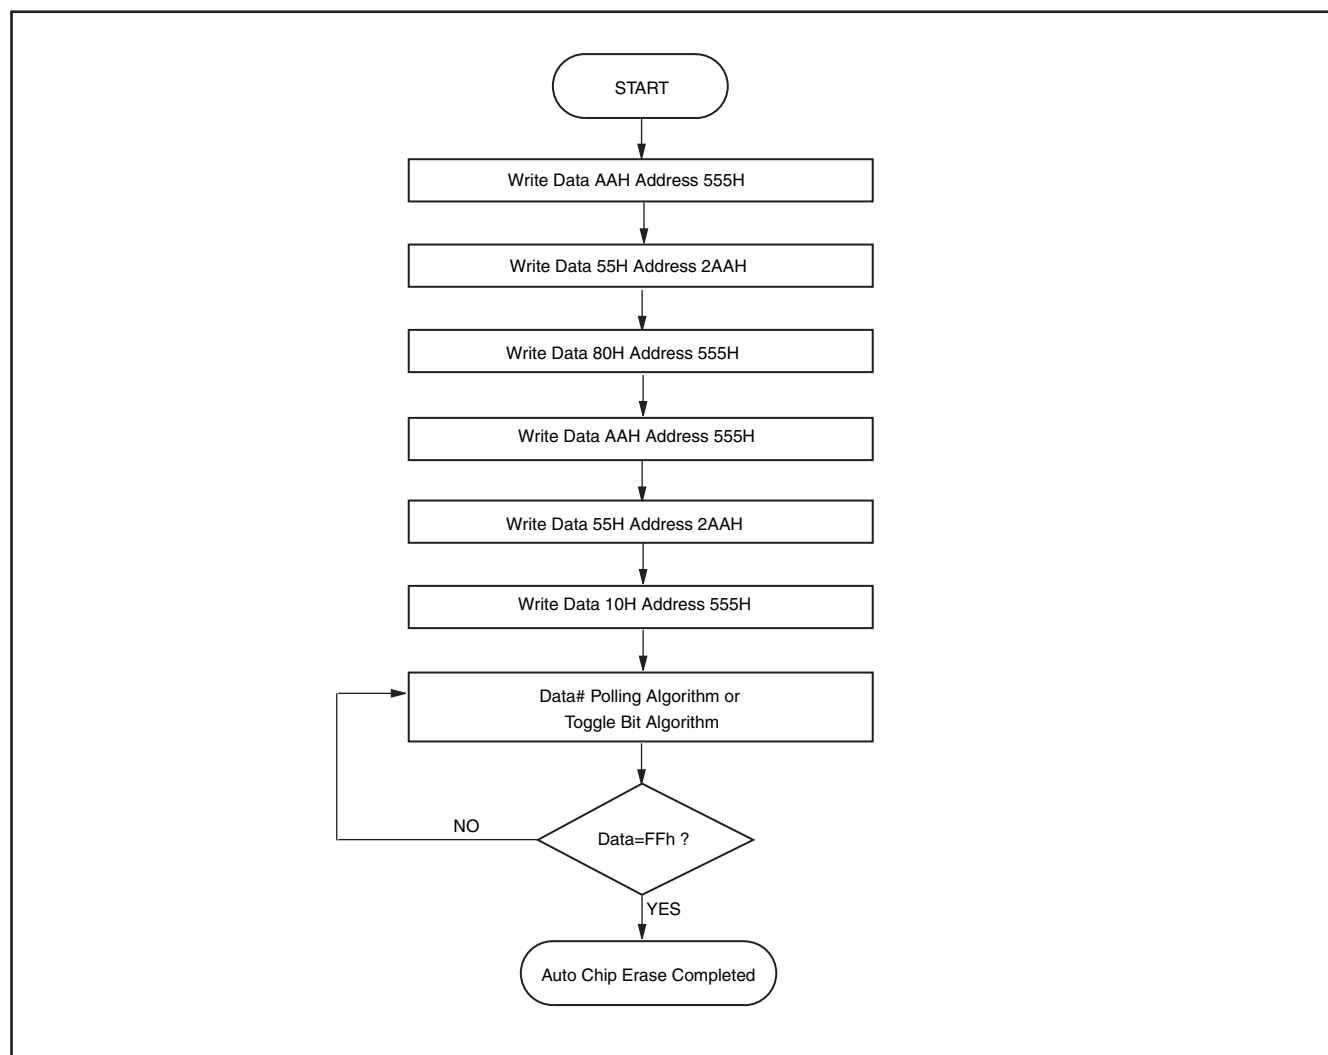 START
Write Data AAH Address 555H
Write Data 55H Address 2AAH
Write Data 80H Address 555H
Write Data AAH Address 555H
Write Data 55H Address 2AAH
Write Data 10H Address 555H
Data# Polling Algorithm or
Toggle Bit Algorithm
NO
Data=FFh ?
YES
Auto Chip Erase Completed